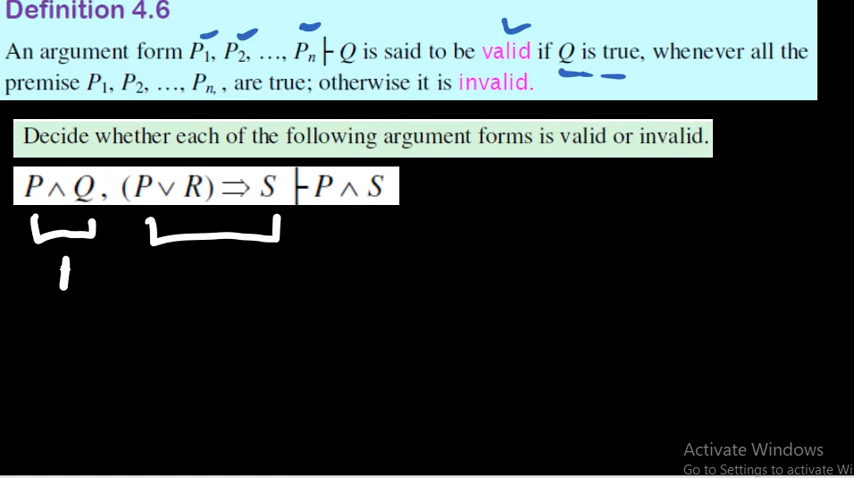 Definition 4.6
An argument form P₁, P₂, ..., Pₙ ├ Q is said to be valid if Q is true, whenever all the
premise P₁, P₂, ..., Pₙ, , are true; otherwise it is invalid.
Decide whether each of the following argument forms is valid or invalid.
P ∧ Q, (P ∨ R) ⇒ S ├ P ∧ S
1
Activate Windows
Go to Settings to activate Wi